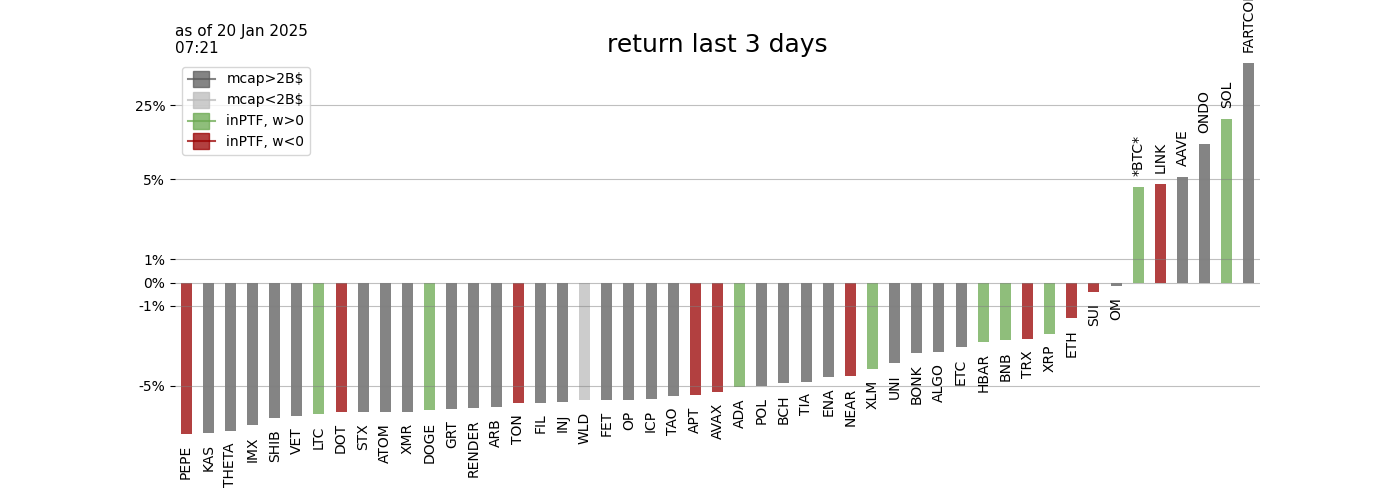 as of 20 Jan 2025
07:21
return last 3 days
mcap>2B$
mcap<2B$
inPTF, w>0
inPTF, w<0
25%
5%
1%
0%
-1%
-5%
PEPE
KAS
THETA
IMX
SHIB
VET
LTC
DOT
STX
ATOM
XMR
DOGE
GRT
RENDER
ARB
TON
FIL
INJ
WLD
FET
OP
ICP
TAO
APT
AVAX
ADA
POL
BCH
TIA
ENA
NEAR
XLM
UNI
BONK
ALGO
ETC
HBAR
BNB
TRX
XRP
ETH
SUI
OM
*BTC*
LINK
AAVE
ONDO
SOL